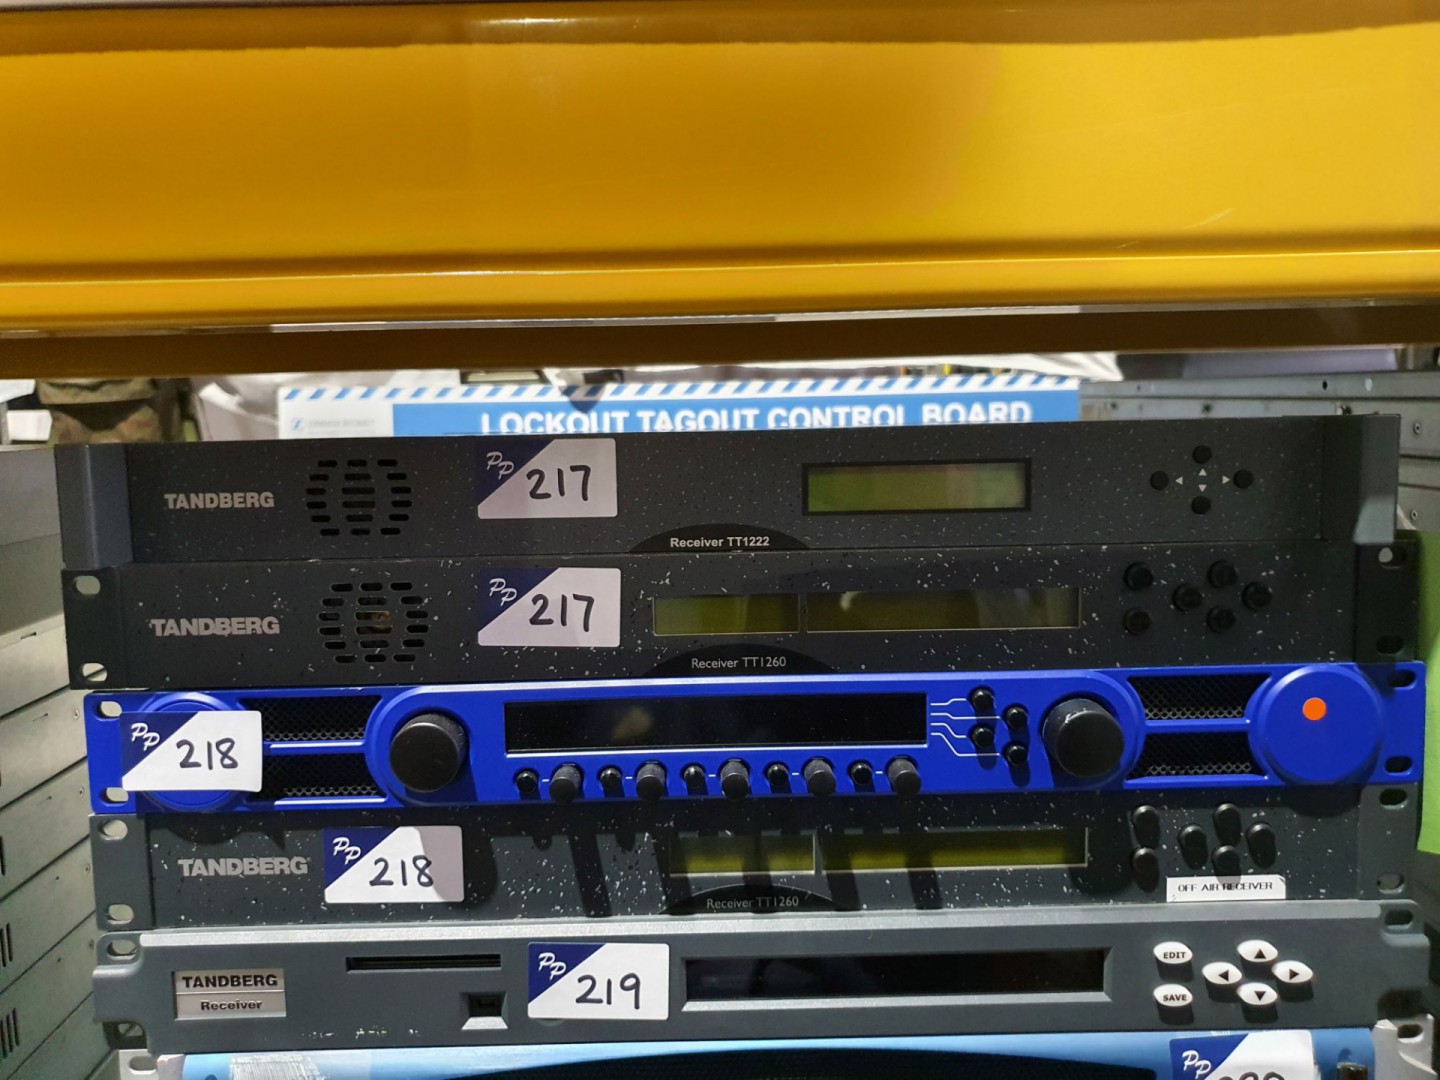 LOCKOUT TAGOUT CONTROL BOARD
TANDBERG
PP 217
Receiver TT1222
TANDBERG
PP 217
Receiver TT1260
PP 218
TANDBERG
PP 218
Receiver TT1260
OFF AIR RECEIVER
TANDBERG
Receiver
PP 219
EDIT
SAVE
PP